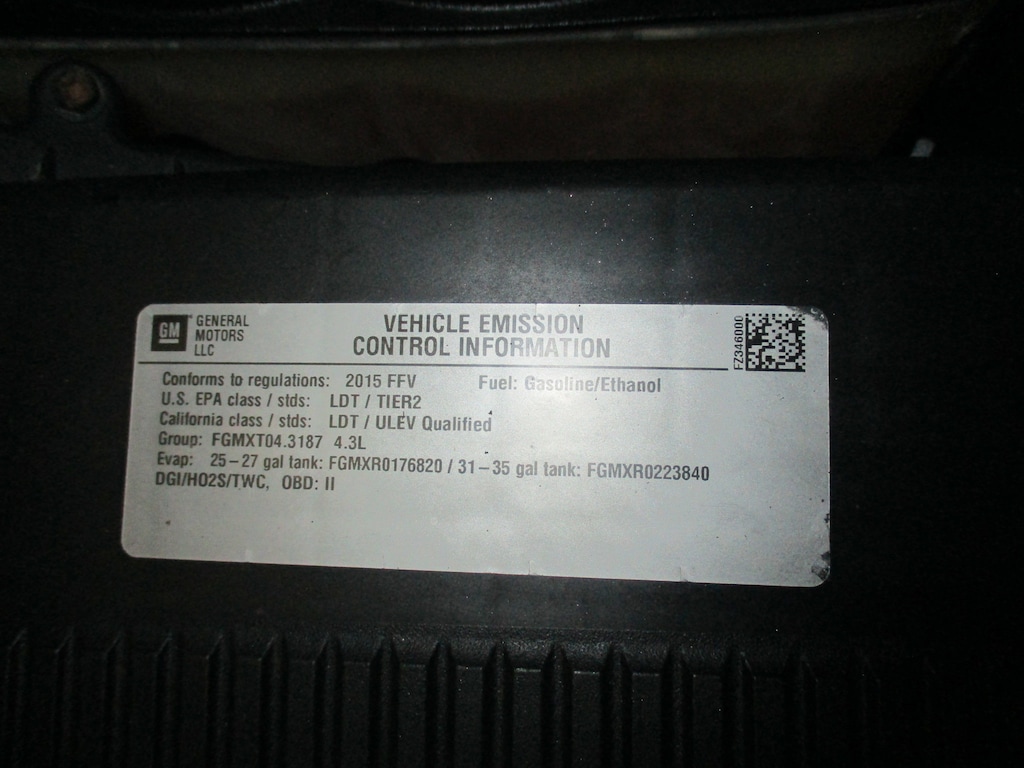 GM GENERAL
MOTORS
LLC
VEHICLE EMISSION
CONTROL INFORMATION
FZ346000
Conforms to regulations: 2015 FFV Fuel: Gasoline/Ethanol
U.S. EPA class / stds: LDT / TIER2
California class / stds: LDT / ULEV Qualified
Group: FGMXT04.3187 4.3L
Evap: 25-27 gal tank: FGMXR0176820 / 31-35 gal tank: FGMXR0223840
DGI/HO2S/TWC, OBD: II